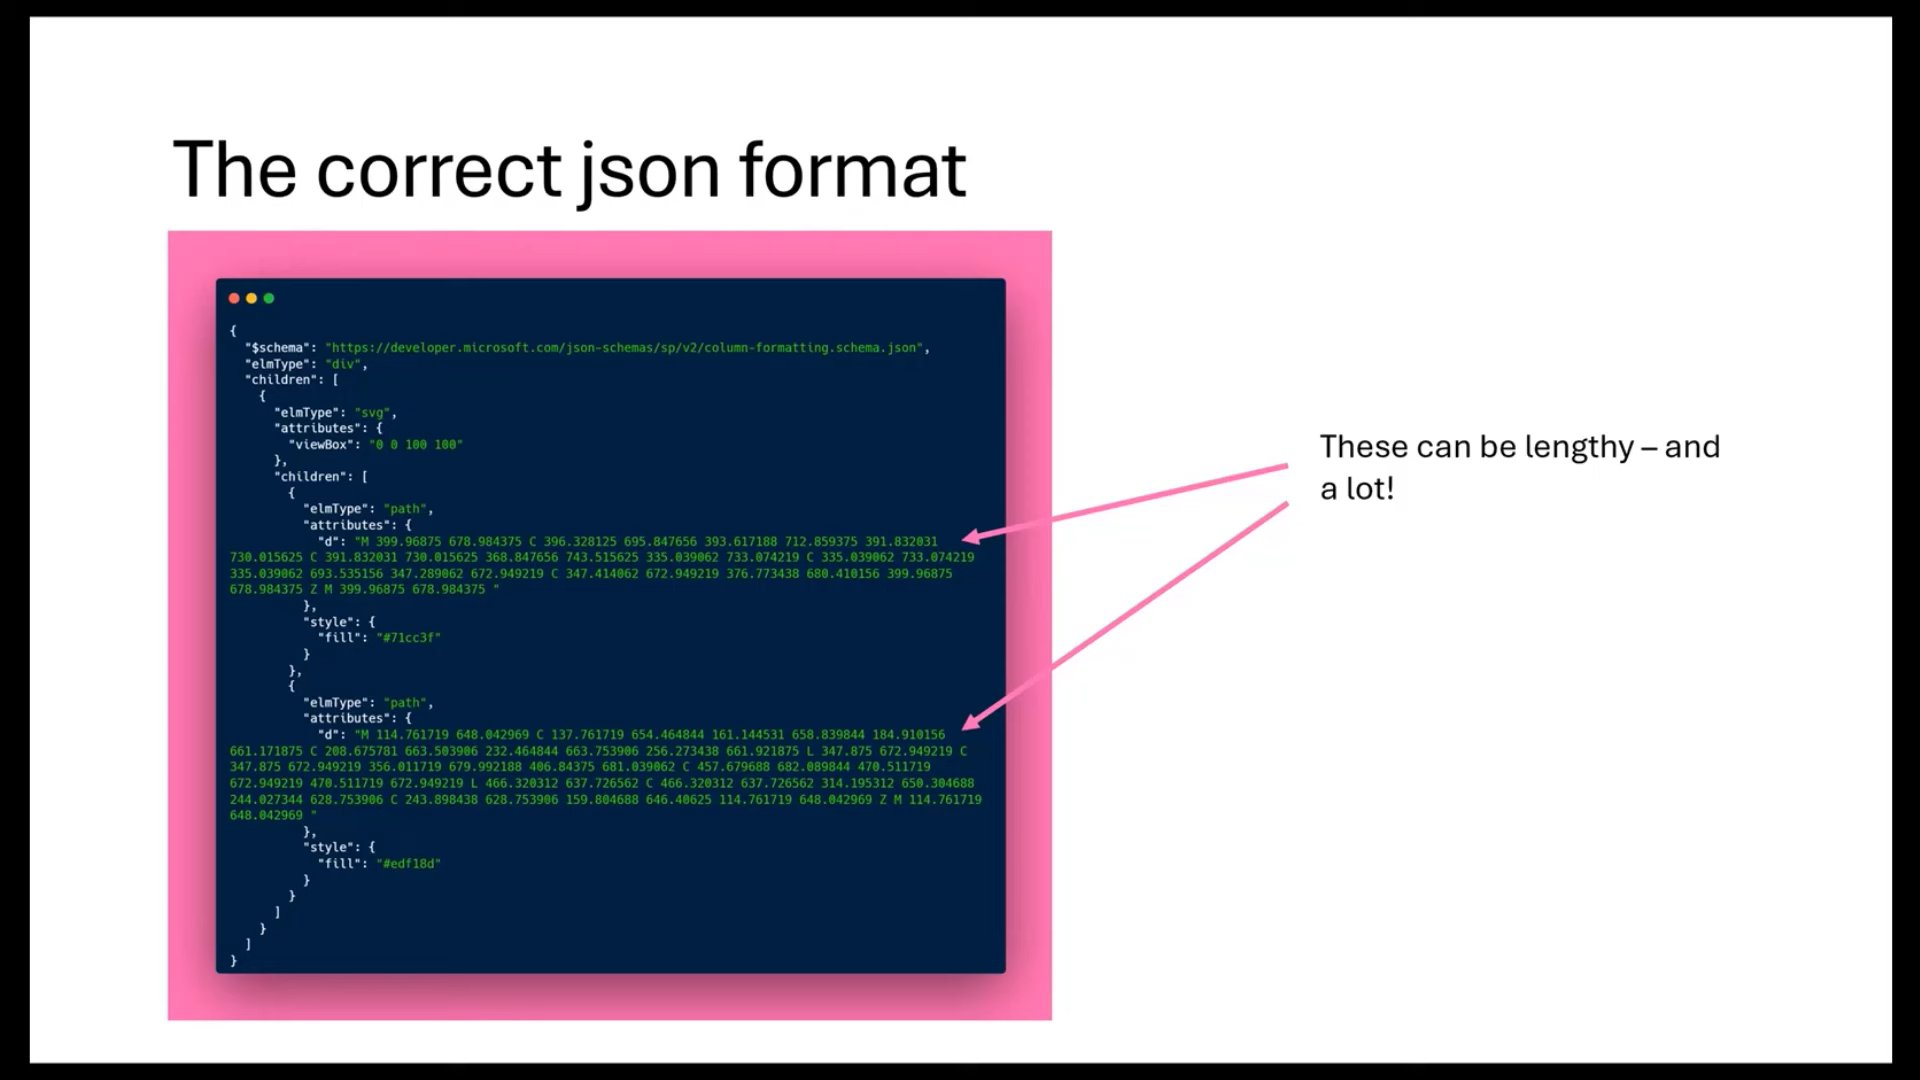 The correct json format
{
  "$schema": "https://developer.microsoft.com/json-schemas/sp/v2/column-formatting.schema.json",
  "elmType": "div",
  "children": [
    {
      "elmType": "svg",
      "attributes": {
        "viewBox": "0 0 100 100"
      },
      "children": [
        {
          "elmType": "path",
          "attributes": {
            "d": "M 399.96875 678.984375 C 396.328125 695.847656 393.617188 712.859375 391.832031
730.015625 C 391.832031 730.015625 368.847656 743.515625 335.039062 733.074219 C 335.039062 733.074219
335.039062 693.535156 347.289062 672.949219 C 347.414062 672.949219 376.773438 680.410156 399.96875
678.984375 Z M 399.96875 678.984375 "
          },
          "style": {
            "fill": "#71cc3f"
          }
        },
        {
          "elmType": "path",
          "attributes": {
            "d": "M 114.761719 648.042969 C 137.761719 654.464844 161.144531 658.839844 184.910156
661.171875 C 208.675781 663.503906 232.464844 663.753906 256.273438 661.921875 L 347.875 672.949219 C
347.875 672.949219 356.011719 679.992188 406.84375 681.039062 C 457.679688 682.089844 470.511719
672.949219 470.511719 672.949219 L 466.320312 637.726562 C 466.320312 637.726562 314.195312 650.304688
244.027344 628.753906 C 243.898438 628.753906 159.804688 646.40625 114.761719 648.042969 Z M 114.761719
648.042969 "
          },
          "style": {
            "fill": "#edf18d"
          }
        }
      ]
    }
  ]
}
These can be lengthy – and
a lot!